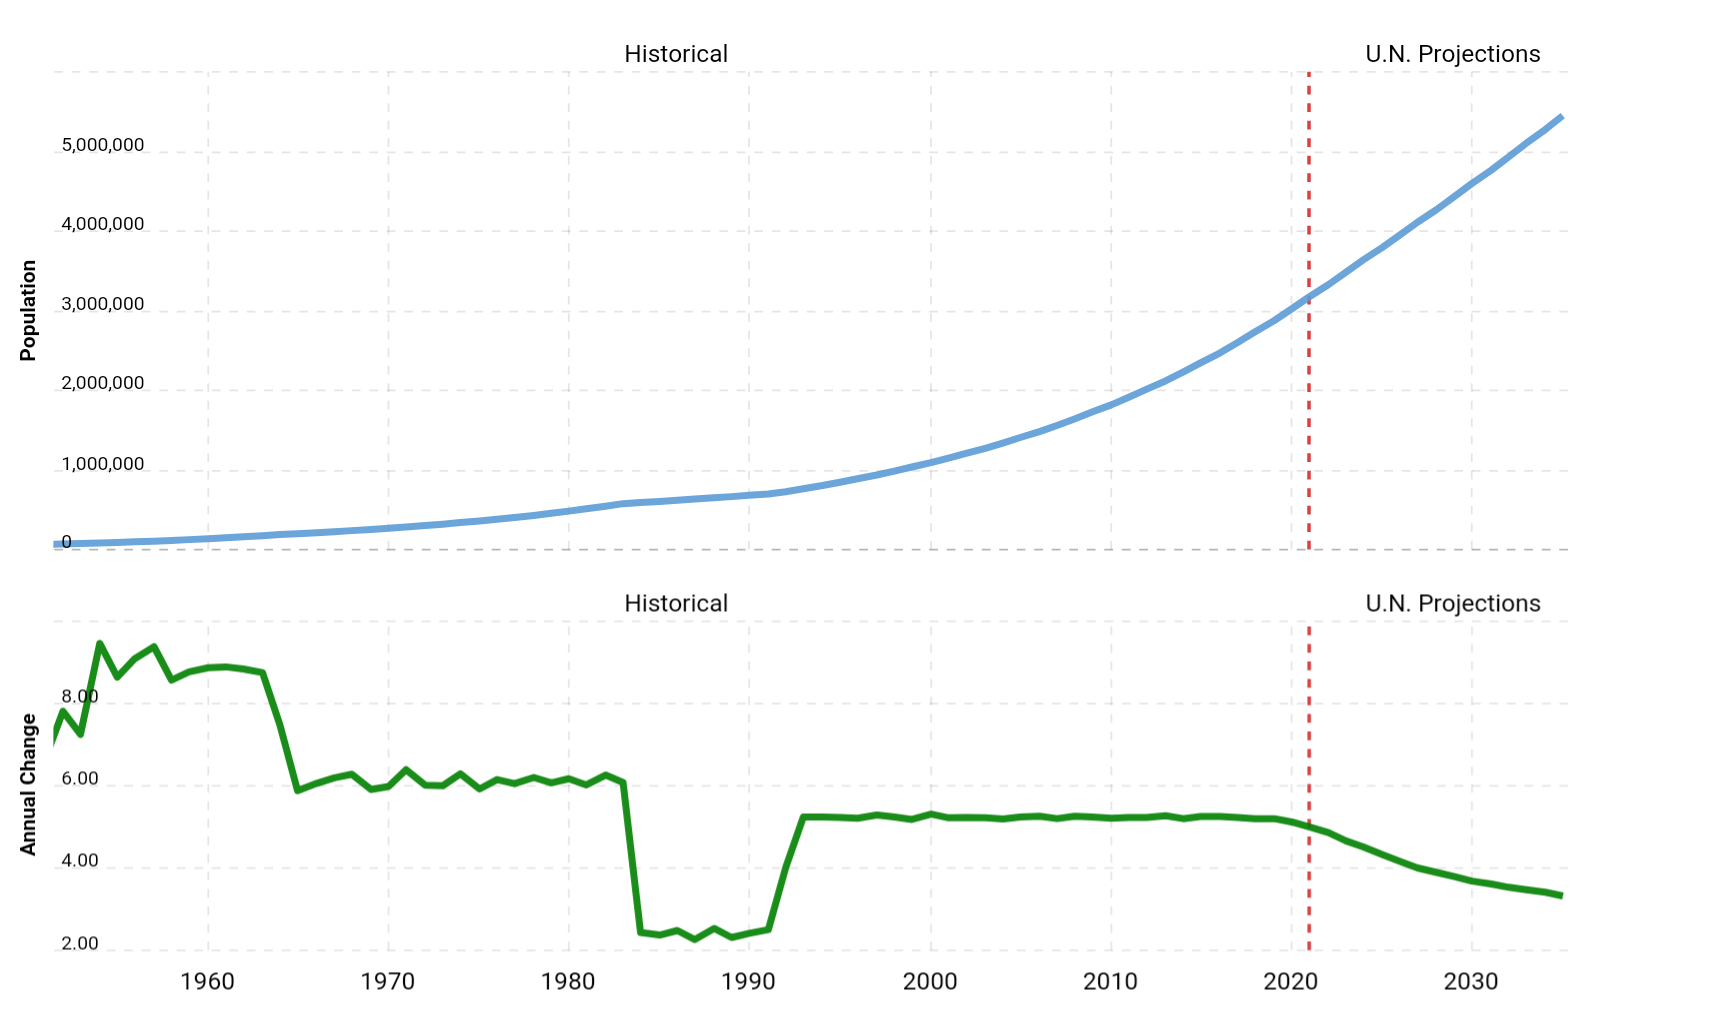 Historical
U.N. Projections
5,000,000
4,000,000
3,000,000
2,000,000
1,000,000
0
Population
Historical
U.N. Projections
8.00
6.00
4.00
2.00
Annual Change
1960 1970 1980 1990 2000 2010 2020 2030